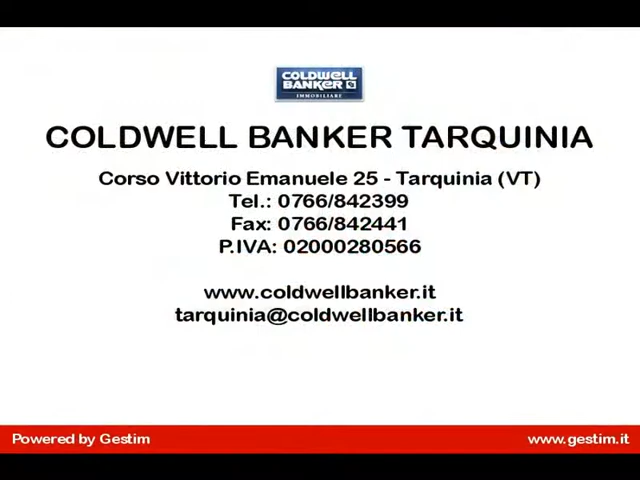 COLDWELL
BANKER CB
IMMOBILIARE
COLDWELL BANKER TARQUINIA
Corso Vittorio Emanuele 25 - Tarquinia (VT)
Tel.: 0766/842399
Fax: 0766/842441
P.IVA: 02000280566
www.coldwellbanker.it
tarquinia@coldwellbanker.it
Powered by Gestim
www.gestim.it